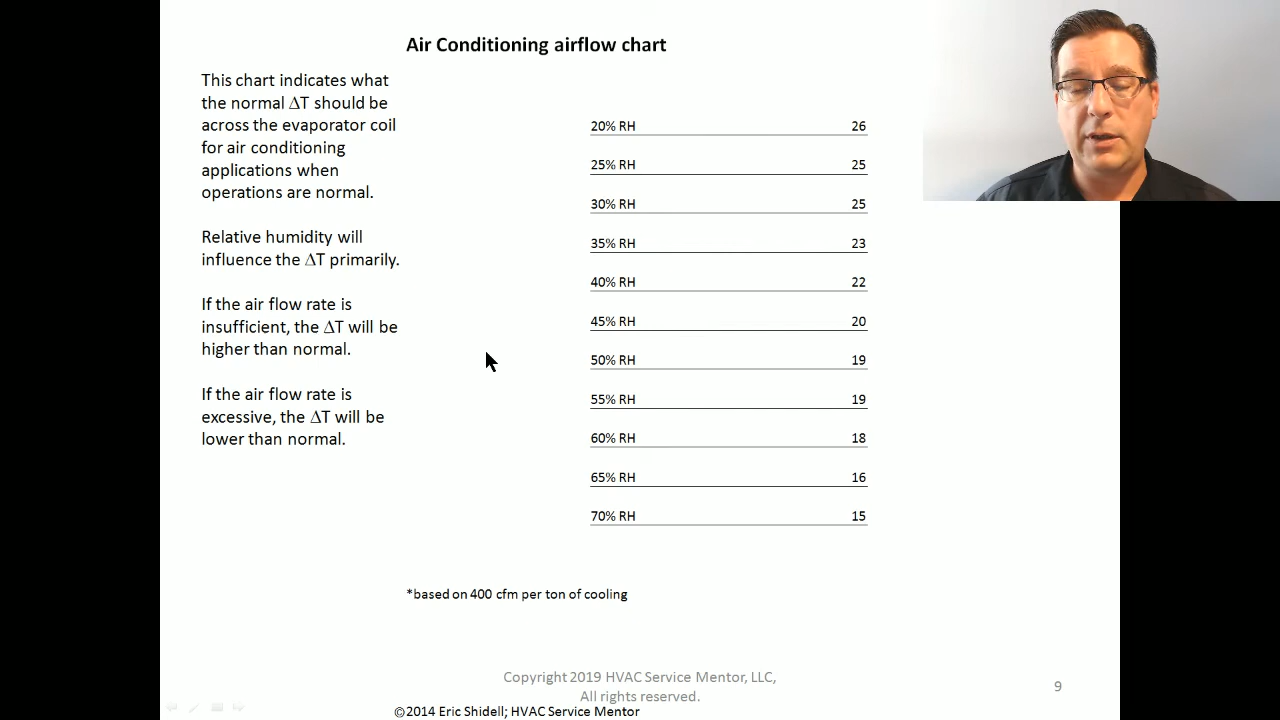 Air Conditioning airflow chart
This chart indicates what
the normal ΔT should be
across the evaporator coil
for air conditioning
applications when
operations are normal.
Relative humidity will
influence the ΔT primarily.
If the air flow rate is
insufficient, the ΔT will be
higher than normal.
If the air flow rate is
excessive, the ΔT will be
lower than normal.
20% RH 26
25% RH 25
30% RH 25
35% RH 23
40% RH 22
45% RH 20
50% RH 19
55% RH 19
60% RH 18
65% RH 16
70% RH 15
*based on 400 cfm per ton of cooling
Copyright 2019 HVAC Service Mentor, LLC,
All rights reserved.
9
©2014 Eric Shidell; HVAC Service Mentor